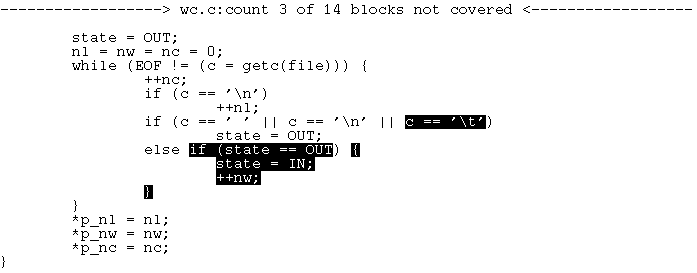 ------------------> wc.c:count 3 of 14 blocks not covered <------------------
state = OUT;
nl = nw = nc = 0;
while (EOF != (c = getc(file))) {
++nc;
if (c == '\n')
++nl;
if (c == ' ' || c == '\n' || c == '\t')
state = OUT;
else if (state == OUT) {
state = IN;
++nw;
}
}
*p_nl = nl;
*p_nw = nw;
*p_nc = nc;
}